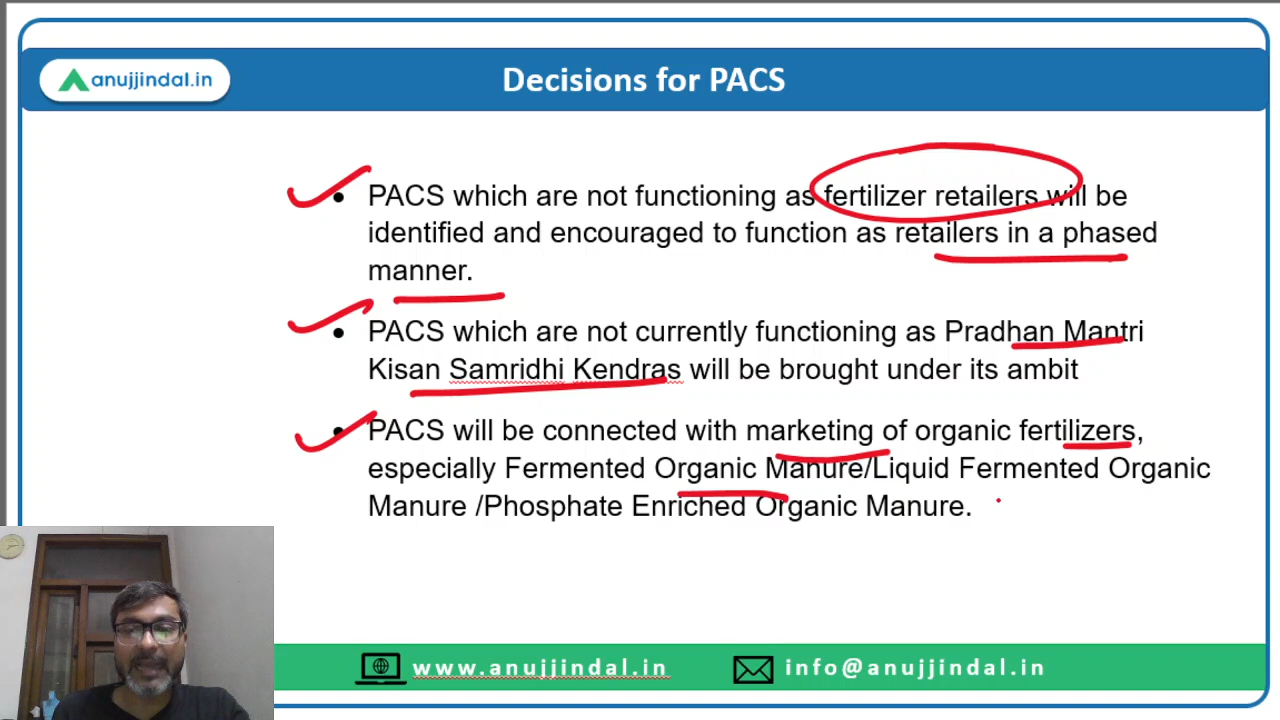 anujjindal.in
Decisions for PACS
• PACS which are not functioning as fertilizer retailers will be
identified and encouraged to function as retailers in a phased
manner.
• PACS which are not currently functioning as Pradhan Mantri
Kisan Samridhi Kendras will be brought under its ambit
• PACS will be connected with marketing of organic fertilizers,
especially Fermented Organic Manure/Liquid Fermented Organic
Manure /Phosphate Enriched Organic Manure.
www.anujjindal.in
info@anujjindal.in